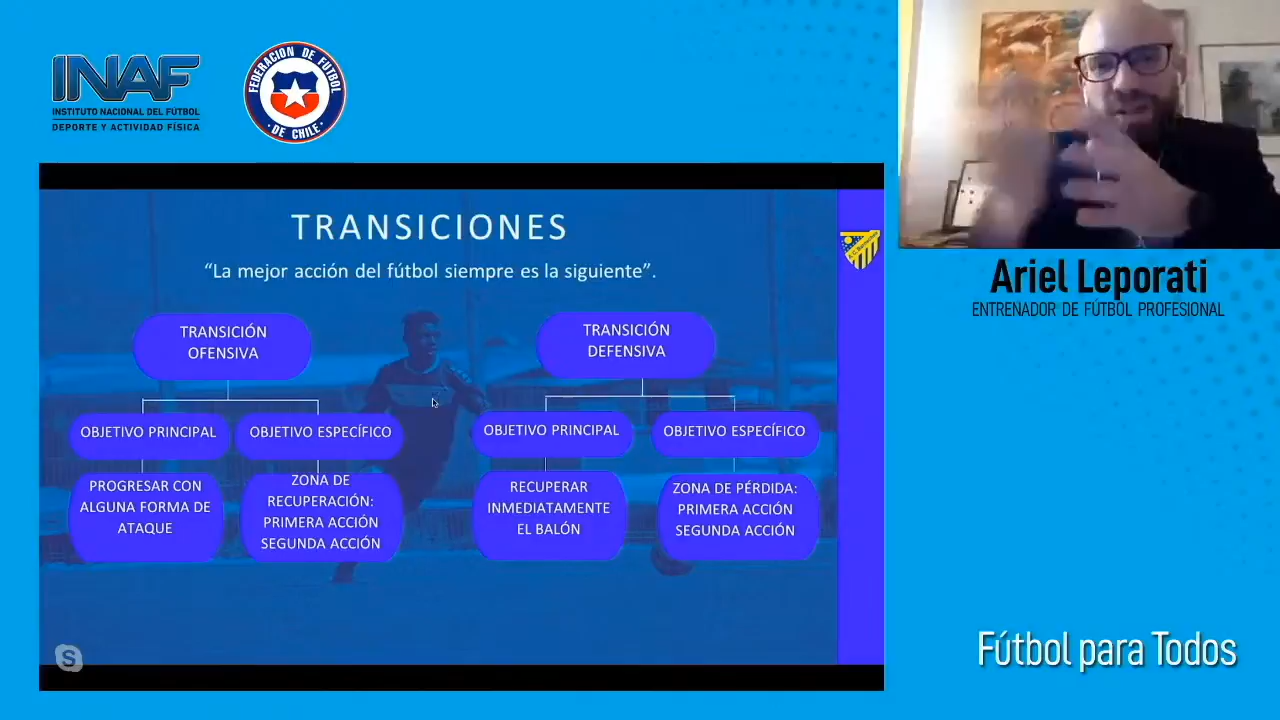 INAF
INSTITUTO NACIONAL DEL FÚTBOL
DEPORTE Y ACTIVIDAD FÍSICA
FEDERACION DE FUTBOL
· DE CHILE ·
TRANSICIONES
“La mejor acción del fútbol siempre es la siguiente”.
TRANSICIÓN
OFENSIVA
OBJETIVO PRINCIPAL
PROGRESAR CON
ALGUNA FORMA DE
ATAQUE
OBJETIVO ESPECÍFICO
ZONA DE
RECUPERACIÓN:
PRIMERA ACCIÓN
SEGUNDA ACCIÓN
TRANSICIÓN
DEFENSIVA
OBJETIVO PRINCIPAL
RECUPERAR
INMEDIATAMENTE
EL BALÓN
OBJETIVO ESPECÍFICO
ZONA DE PÉRDIDA:
PRIMERA ACCIÓN
SEGUNDA ACCIÓN
S
Ariel Leporati
ENTRENADOR DE FÚTBOL PROFESIONAL
Fútbol para Todos